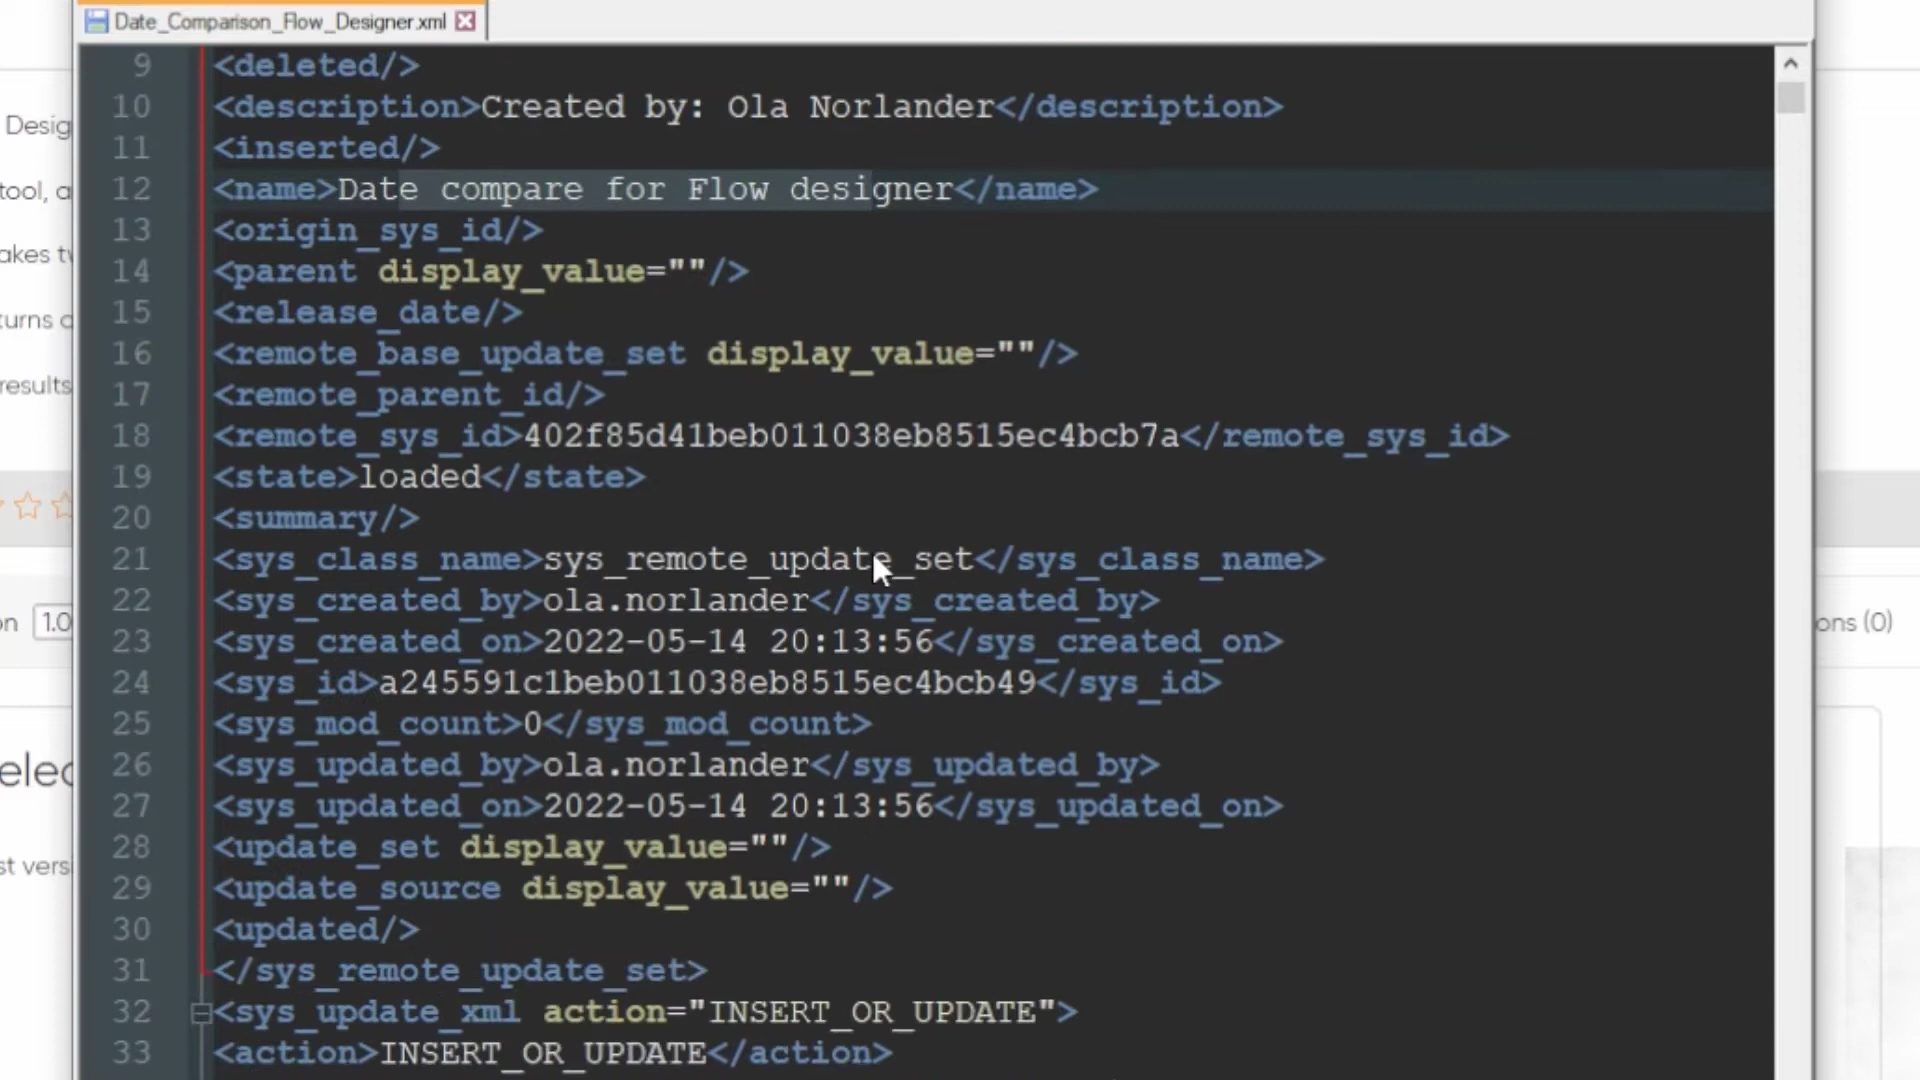 Date_Comparison_Flow_Designer.xml
9 <deleted/>
10 <description>Created by: Ola Norlander</description>
11 <inserted/>
12 <name>Date compare for Flow designer</name>
13 <origin_sys_id/>
14 <parent display_value=""/>
15 <release_date/>
16 <remote_base_update_set display_value=""/>
17 <remote_parent_id/>
18 <remote_sys_id>402f85d41beb011038eb8515ec4bcb7a</remote_sys_id>
19 <state>loaded</state>
20 <summary/>
21 <sys_class_name>sys_remote_update_set</sys_class_name>
22 <sys_created_by>ola.norlander</sys_created_by>
23 <sys_created_on>2022-05-14 20:13:56</sys_created_on>
24 <sys_id>a245591c1beb011038eb8515ec4bcb49</sys_id>
25 <sys_mod_count>0</sys_mod_count>
26 <sys_updated_by>ola.norlander</sys_updated_by>
27 <sys_updated_on>2022-05-14 20:13:56</sys_updated_on>
28 <update_set display_value=""/>
29 <update_source display_value=""/>
30 <updated/>
31 </sys_remote_update_set>
32 <sys_update_xml action="INSERT_OR_UPDATE">
33 <action>INSERT_OR_UPDATE</action>
Desig
tool, a
akes tw
turns
results
on 1.0
ons (0)
elec
st versi